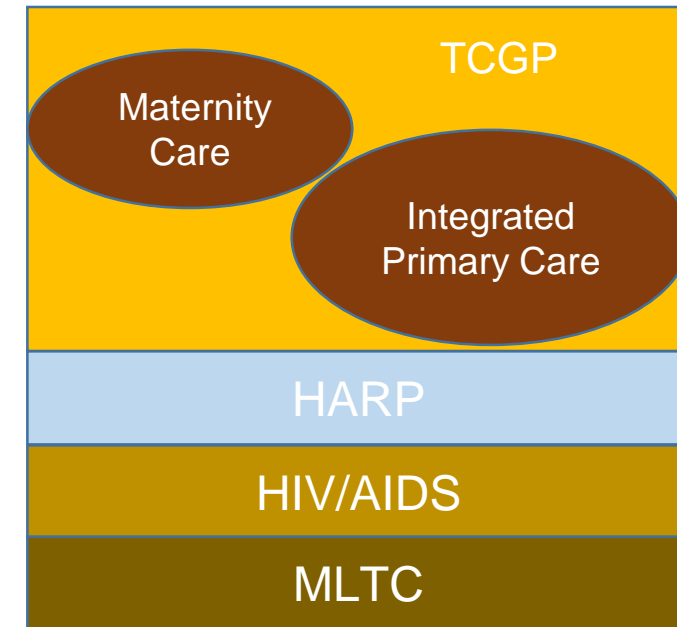 TCGP
Maternity
Care
Integrated
Primary Care
HARP
HIV/AIDS
MLTC